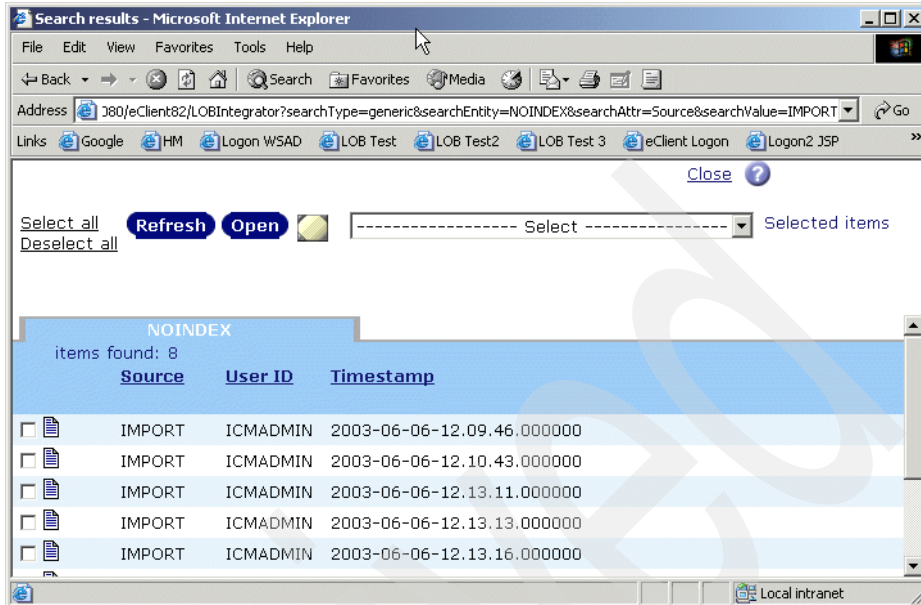 Search results - Microsoft Internet Explorer
File Edit View Favorites Tools Help
Back Search Favorites Media
Address 080/eClient82/LOBIntegrator?searchType=generic&searchEntity=NOINDEX&searchAttr=Source&searchValue=IMPORT Go
Links Google HM Logon WSAD LOB Test LOB Test2 LOB Test 3 eClient Logon Logon2 JSP »
Close ?
Select all Refresh Open ------------------ Select ---------------- Selected items
Deselect all
NOINDEX
items found: 8
Source User ID Timestamp
IMPORT ICMADMIN 2003-06-06-12.09.46.000000
IMPORT ICMADMIN 2003-06-06-12.10.43.000000
IMPORT ICMADMIN 2003-06-06-12.13.11.000000
IMPORT ICMADMIN 2003-06-06-12.13.13.000000
IMPORT ICMADMIN 2003-06-06-12.13.16.000000
Local intranet